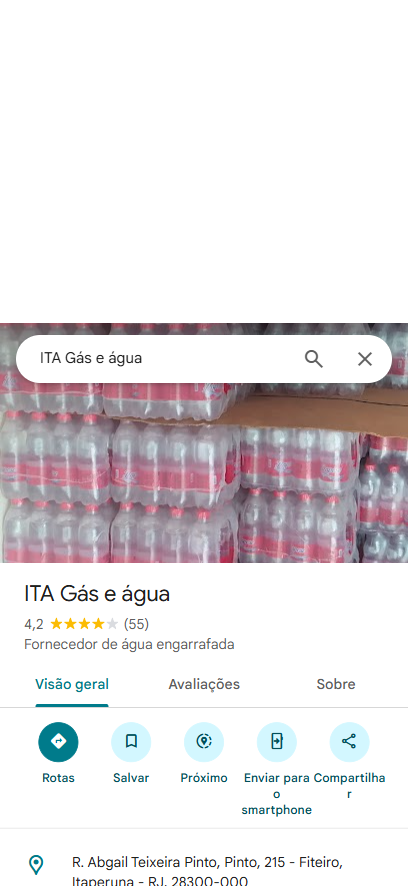 ITA Gás e água
ITA Gás e água
4,2 (55)
Fornecedor de água engarrafada
Visão geral Avaliações Sobre
Rotas Salvar Próximo Enviar para o smartphone Compartilhar
R. Abgail Teixeira Pinto, Pinto, 215 - Fiteiro,
Itaperuna - RJ, 28300-000